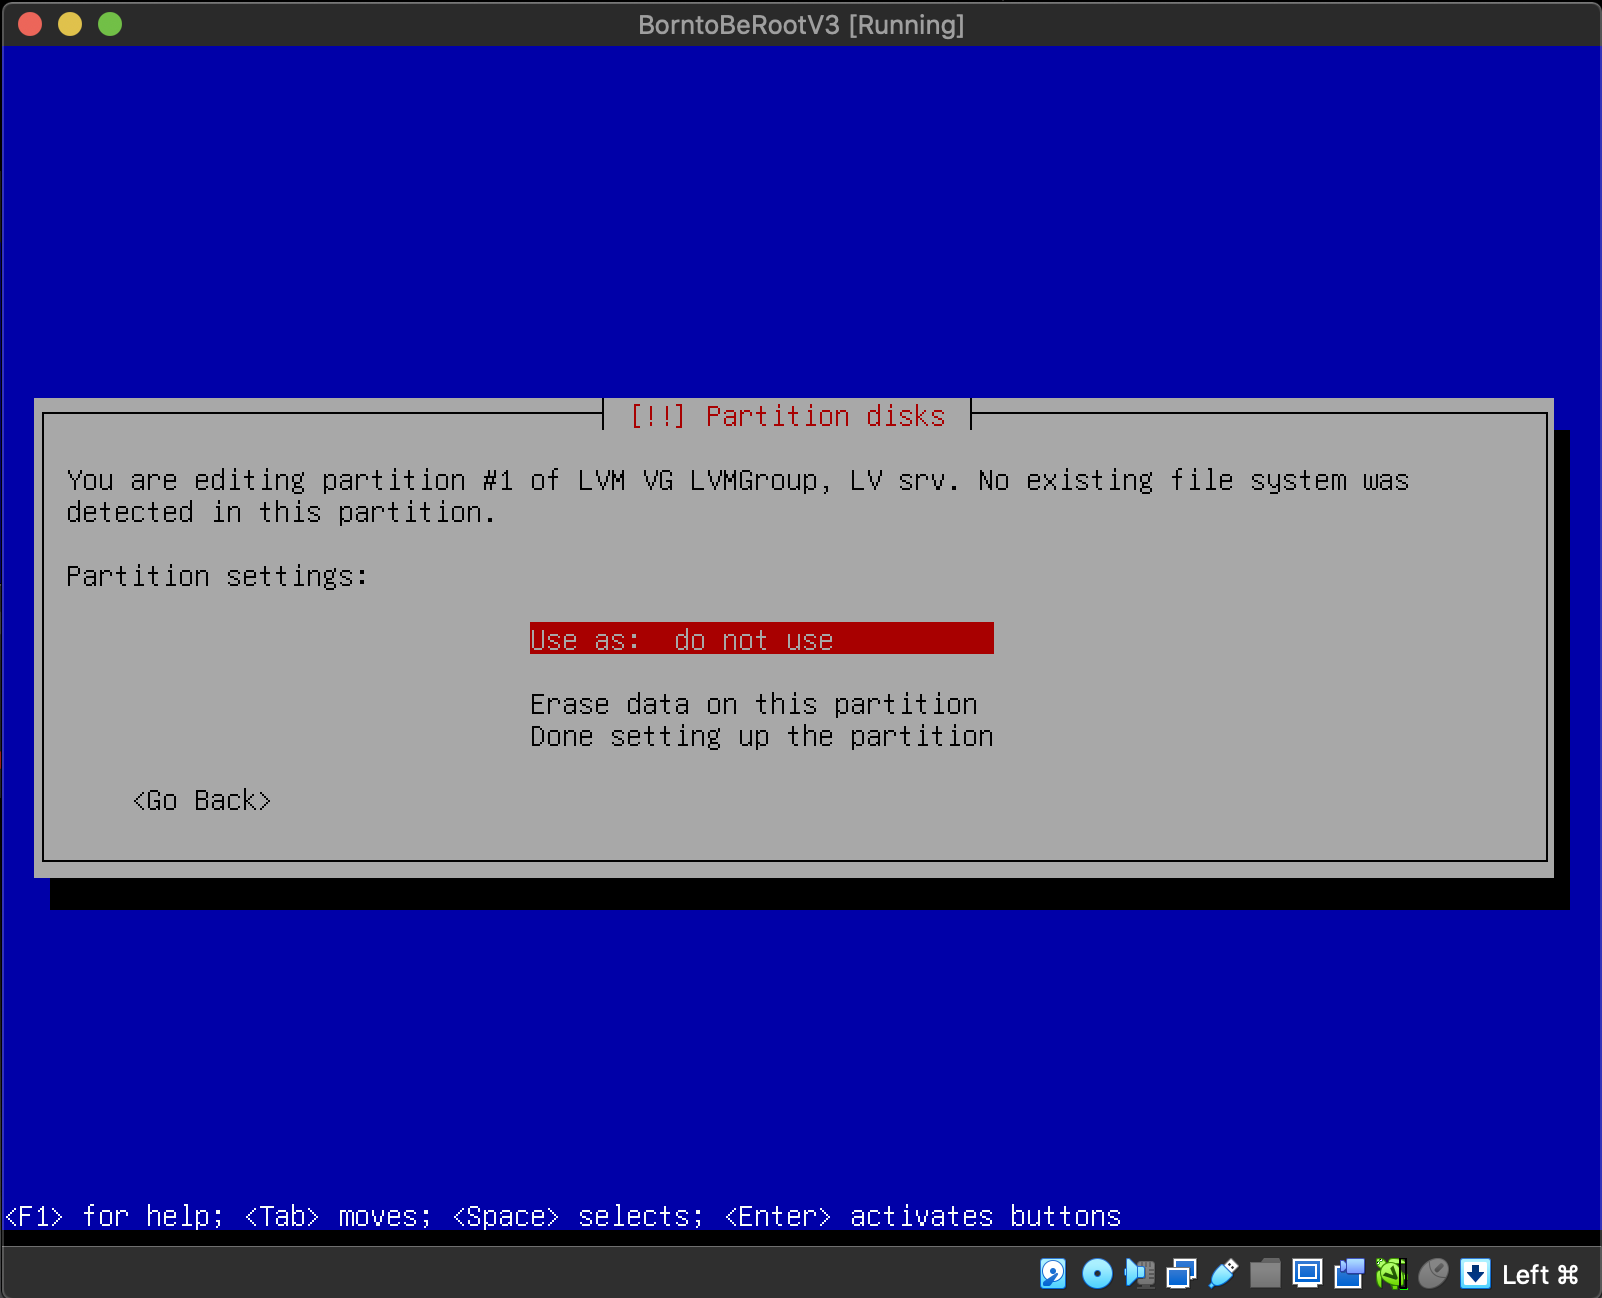 BorntoBeRootV3 [Running]
[!!] Partition disks
You are editing partition #1 of LVM VG LVMGroup, LV srv. No existing file system was
detected in this partition.
Partition settings:
Use as: do not use
Erase data on this partition
Done setting up the partition
<Go Back>
<F1> for help; <Tab> moves; <Space> selects; <Enter> activates buttons
Left ⌘